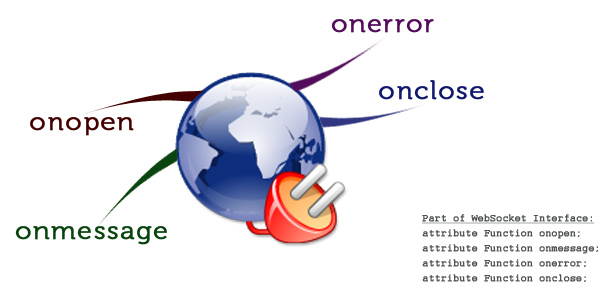 onerror
onclose
onopen
onmessage
Part of WebSocket Interface:
attribute Function onopen;
attribute Function onmessage;
attribute Function onerror;
attribute Function onclose;